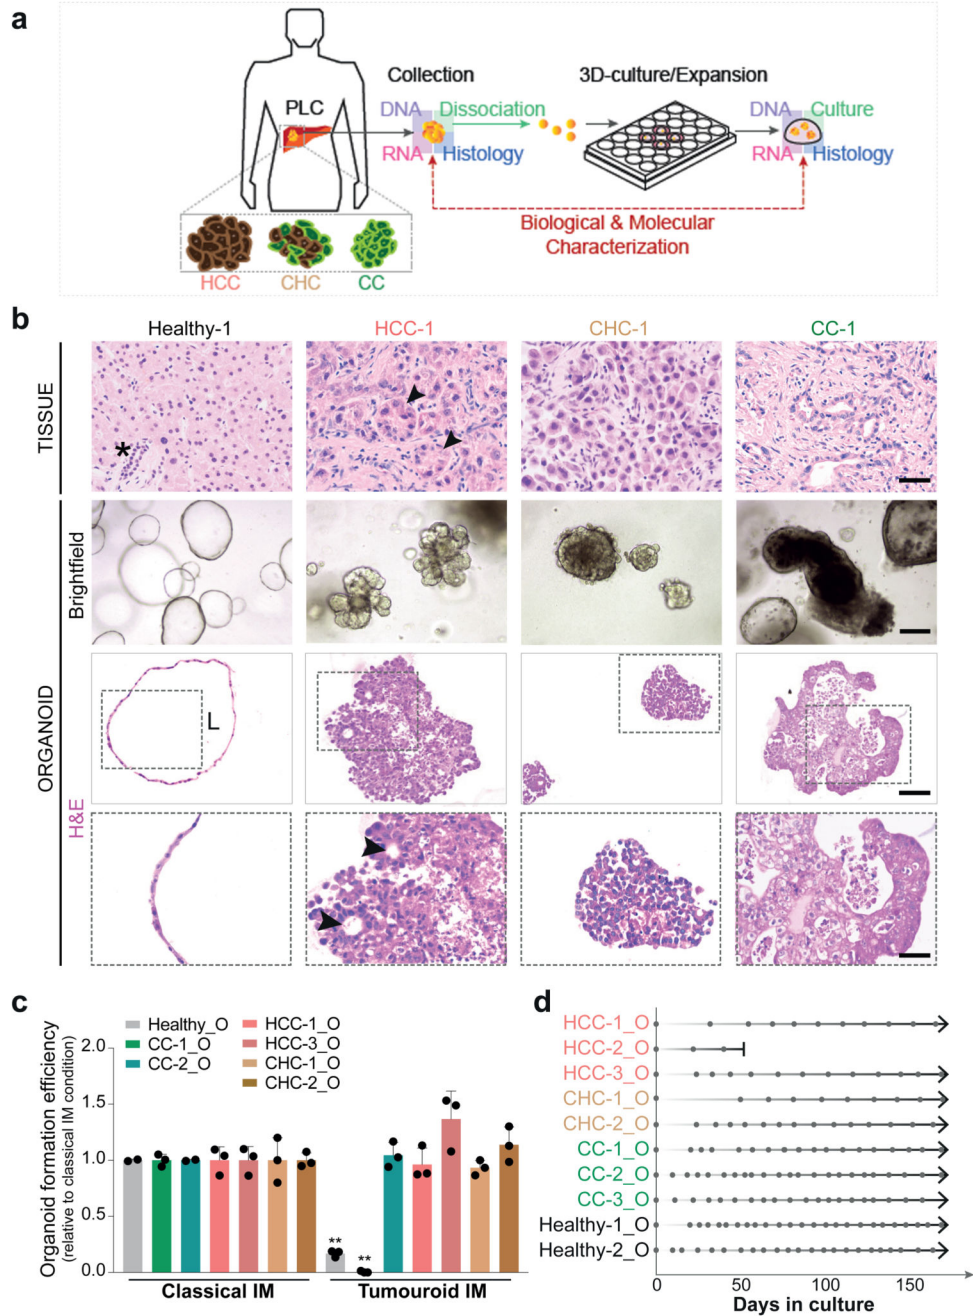 a
PLC
Collection
3D-culture/Expansion
DNA Dissociation
RNA Histology
DNA Culture
RNA Histology
Biological & Molecular
Characterization
HCC CHC CC
b
Healthy-1 HCC-1 CHC-1 CC-1
TISSUE
*
ORGANOID
Brightfield
H&E
L
*
c
Organoid formation efficiency
(relative to classical IM condition)
Healthy_O
CC-1_O
CC-2_O
HCC-1_O
HCC-3_O
CHC-1_O
CHC-2_O
2.0
1.5
1.0
0.5
0.0
** **
Classical IM Tumouroid IM
d
HCC-1_O
HCC-2_O
HCC-3_O
CHC-1_O
CHC-2_O
CC-1_O
CC-2_O
CC-3_O
Healthy-1_O
Healthy-2_O
0 50 100 150
Days in culture